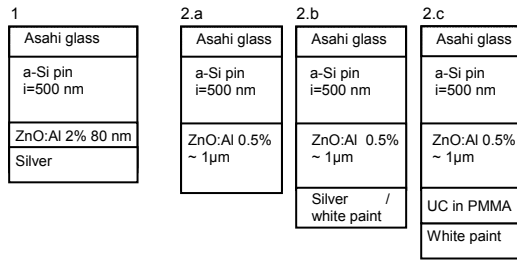 1
Asahi glass
a-Si pin
i=500 nm
ZnO:Al 2% 80 nm
Silver
2.a
Asahi glass
a-Si pin
i=500 nm
ZnO:Al 0.5%
~ 1µm
2.b
Asahi glass
a-Si pin
i=500 nm
ZnO:Al 0.5%
~ 1µm
Silver /
white paint
2.c
Asahi glass
a-Si pin
i=500 nm
ZnO:Al 0.5%
~ 1µm
UC in PMMA
White paint